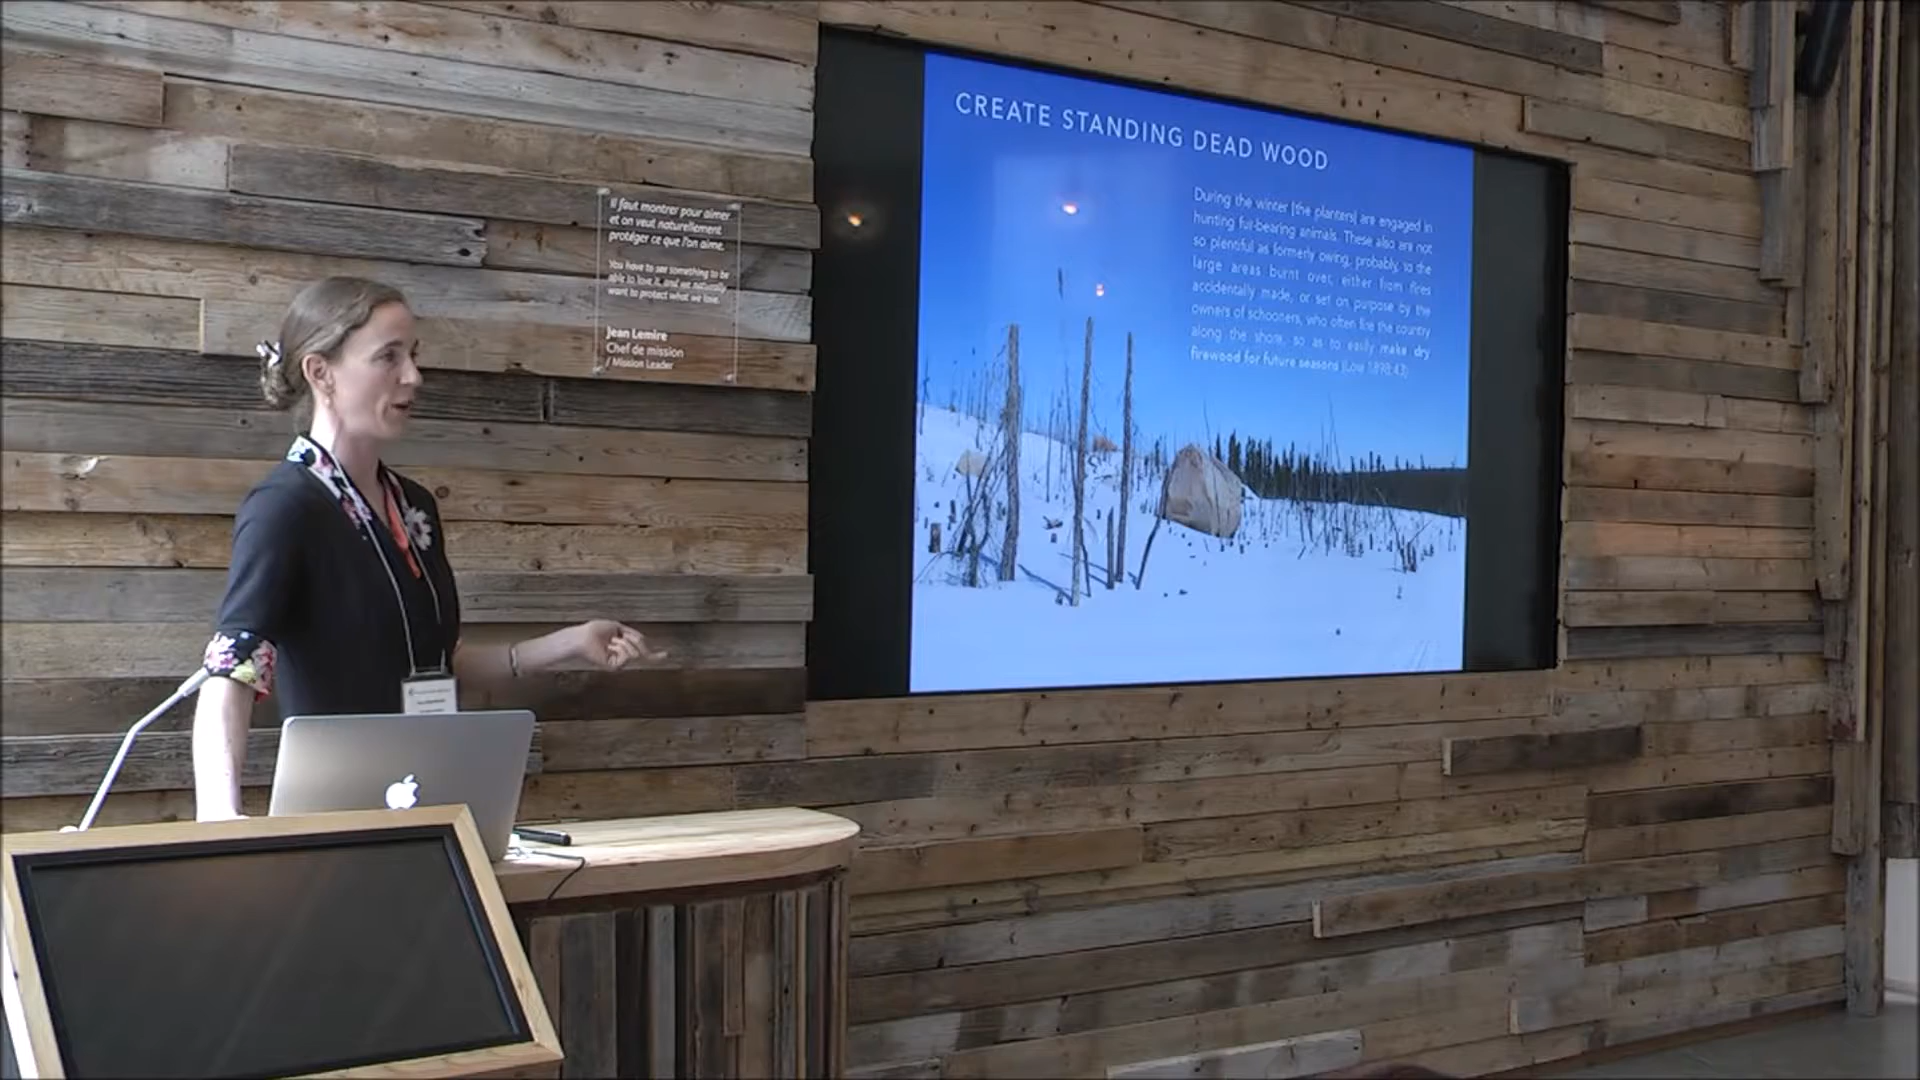 Il faut montrer pour aimer
et on veut naturellement
protéger ce que l'on aime.
You have to see something to be
able to love it, and we naturally
want to protect what we love.
Jean Lemire
Chef de mission
/ Mission Leader
CREATE STANDING DEAD WOOD
During the winter [the planters] are engaged in
hunting fur-bearing animals. These also are not
so plentiful as formerly owing, probably, to the
large areas burnt over, either from fires
accidentally made, or set on purpose by the
owners of schooners, who often fire the country
along the shore, so as to easily make dry
firewood for future seasons (Low 1898:43)